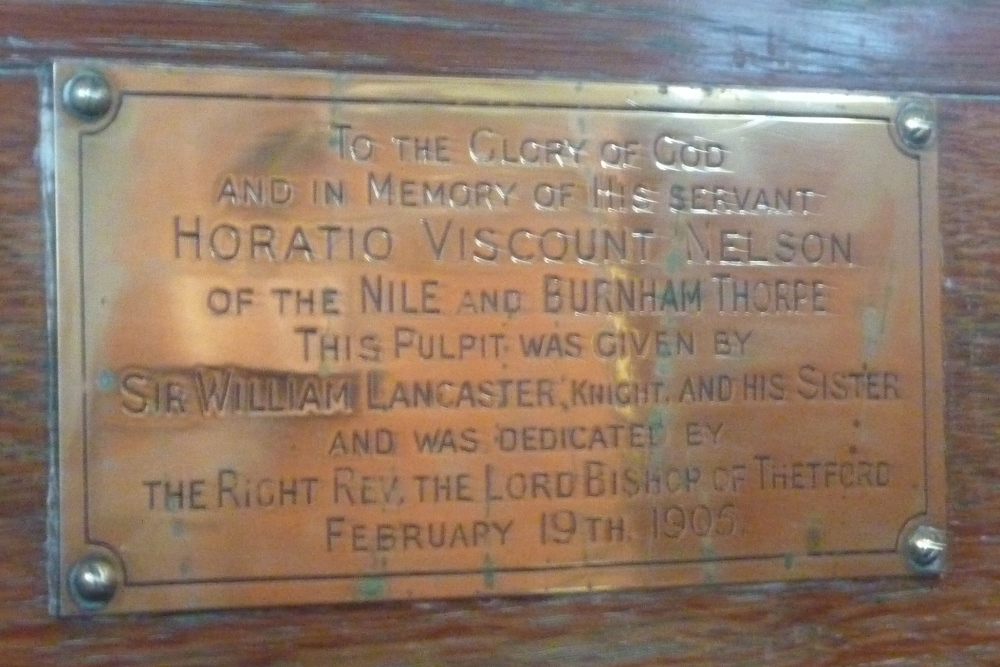 To the Glory of God
and in Memory of His servant
Horatio Viscount Nelson
of the Nile and Burnham Thorpe
This Pulpit was given by
Sir William Lancaster, Knight, and his Sister
and was dedicated by
the Right Rev. the Lord Bishop of Thetford
February 19th. 1905.